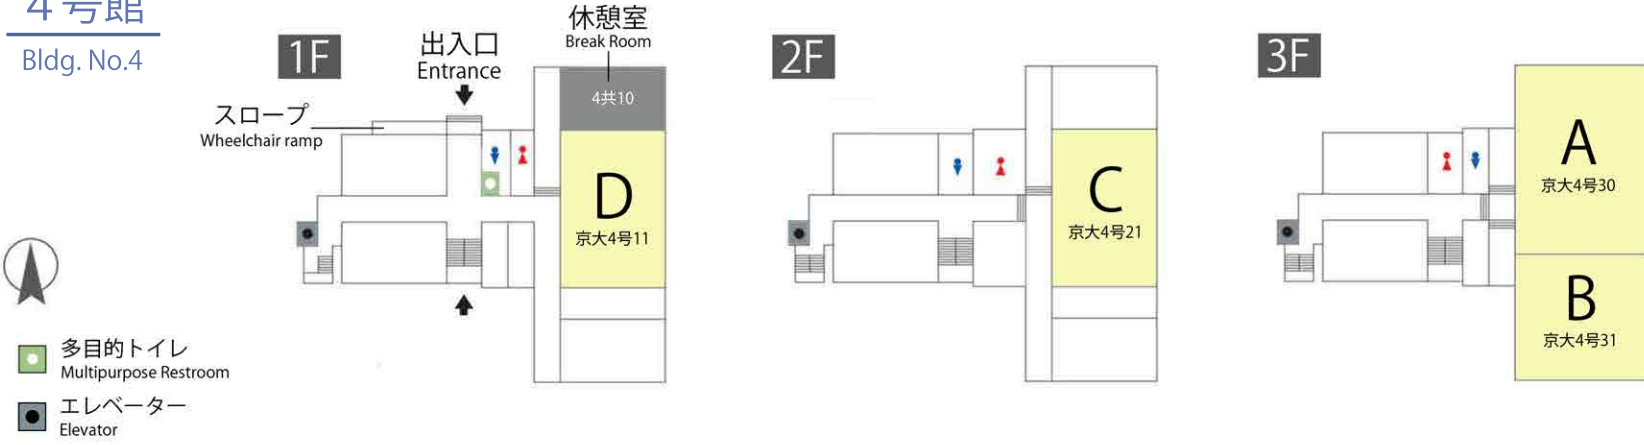 4号館
Bldg. No.4
1F
出入口
Entrance
休憩室
Break Room
4共10
スロープ
Wheelchair ramp
D
京大4号11
2F
C
京大4号21
3F
A
京大4号30
B
京大4号31
多目的トイレ
Multipurpose Restroom
エレベーター
Elevator